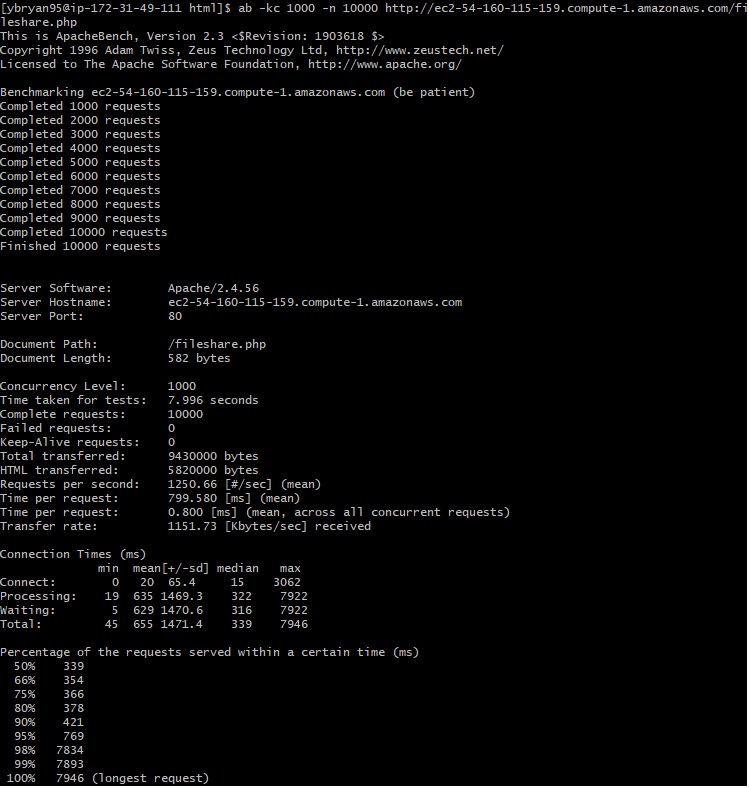 [ybryan95@ip-172-31-49-111 html]$ ab -kc 1000 -n 10000 http://ec2-54-160-115-159.compute-1.amazonaws.com/fi
leshare.php
This is ApacheBench, Version 2.3 <$Revision: 1903618 $>
Copyright 1996 Adam Twiss, Zeus Technology Ltd, http://www.zeustech.net/
Licensed to The Apache Software Foundation, http://www.apache.org/

Benchmarking ec2-54-160-115-159.compute-1.amazonaws.com (be patient)
Completed 1000 requests
Completed 2000 requests
Completed 3000 requests
Completed 4000 requests
Completed 5000 requests
Completed 6000 requests
Completed 7000 requests
Completed 8000 requests
Completed 9000 requests
Completed 10000 requests
Finished 10000 requests


Server Software:        Apache/2.4.56
Server Hostname:        ec2-54-160-115-159.compute-1.amazonaws.com
Server Port:            80

Document Path:          /fileshare.php
Document Length:        582 bytes

Concurrency Level:      1000
Time taken for tests:   7.996 seconds
Complete requests:      10000
Failed requests:        0
Keep-Alive requests:    0
Total transferred:      9430000 bytes
HTML transferred:       5820000 bytes
Requests per second:    1250.66 [#/sec] (mean)
Time per request:       799.580 [ms] (mean)
Time per request:       0.800 [ms] (mean, across all concurrent requests)
Transfer rate:          1151.73 [Kbytes/sec] received

Connection Times (ms)
              min  mean[+/-sd] median   max
Connect:        0   20  65.4     15    3062
Processing:    19  635 1469.3    322    7922
Waiting:        5  629 1470.6    316    7922
Total:         45  655 1471.4    339    7946

Percentage of the requests served within a certain time (ms)
  50%    339
  66%    354
  75%    366
  80%    378
  90%    421
  95%    769
  98%   7834
  99%   7893
 100%   7946 (longest request)